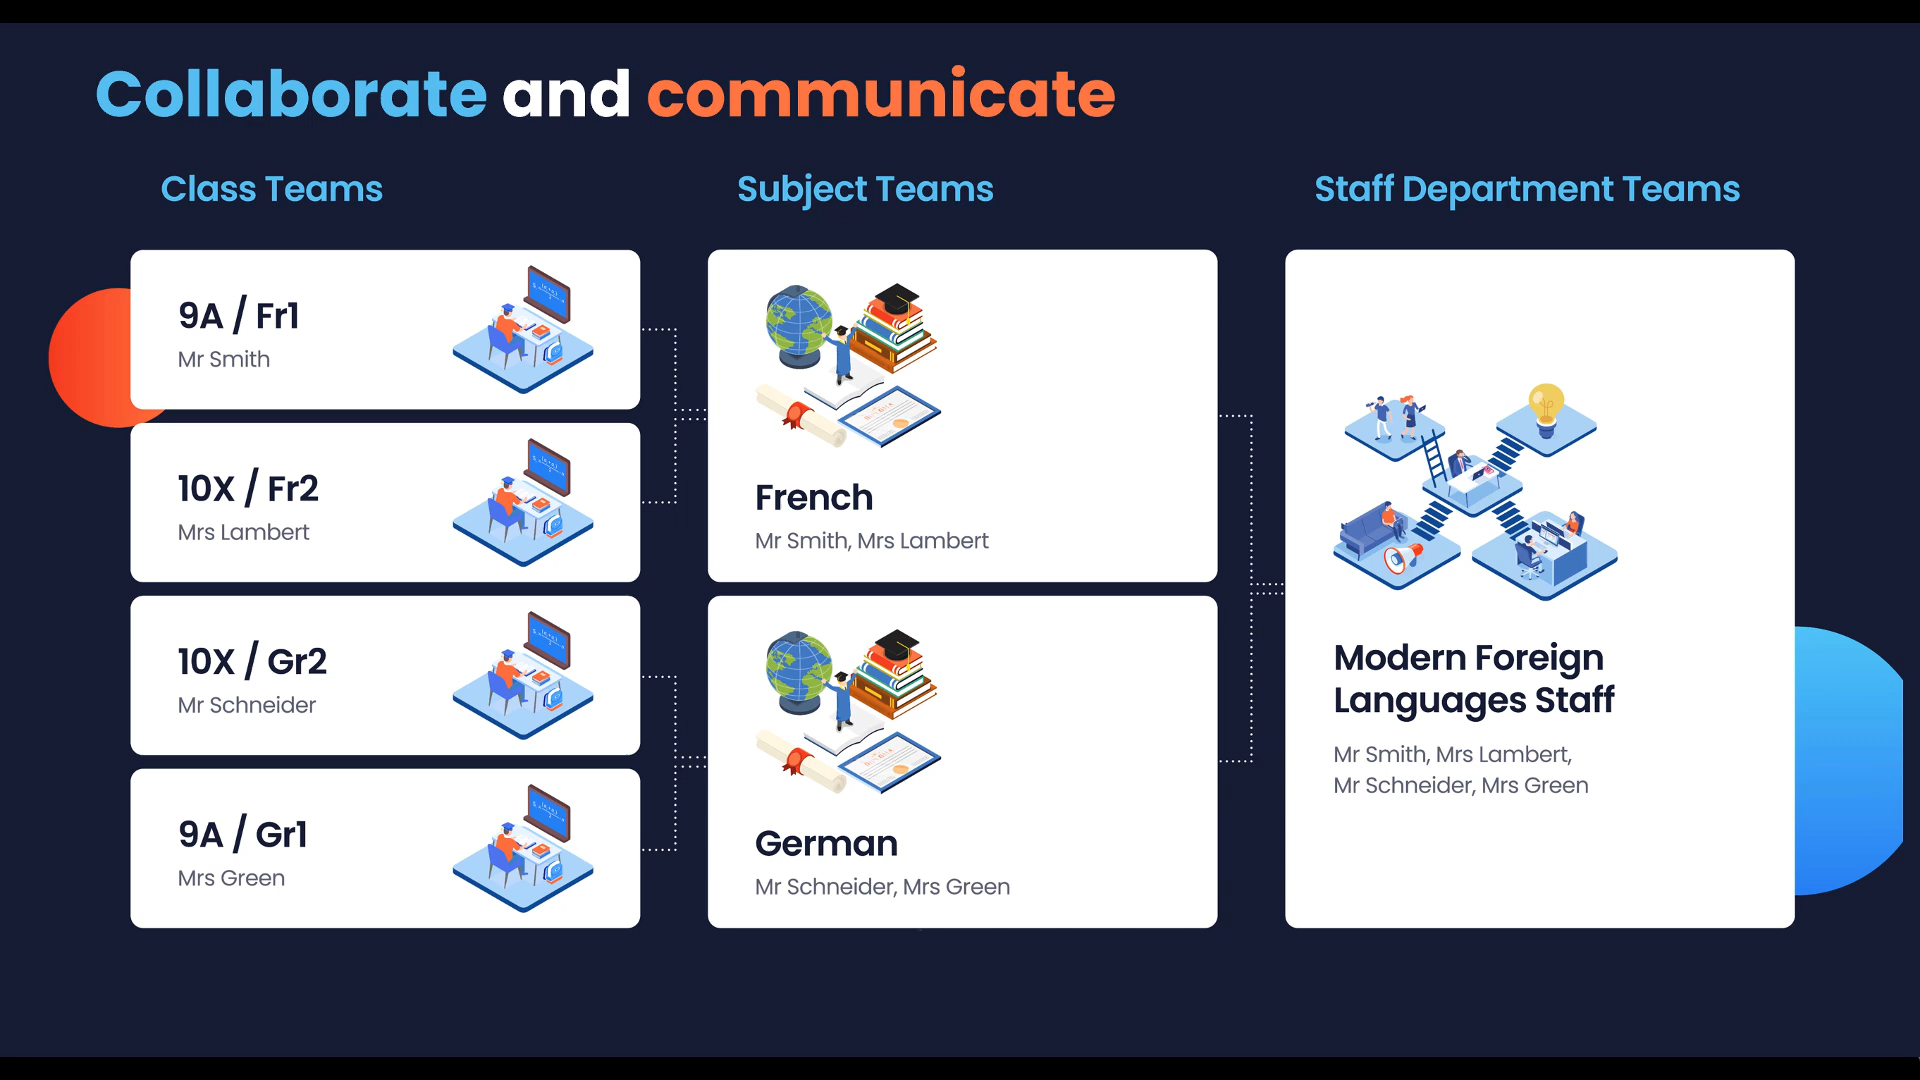 Collaborate and communicate
Class Teams
Subject Teams
Staff Department Teams
9A / Fr1
Mr Smith
10X / Fr2
Mrs Lambert
10X / Gr2
Mr Schneider
9A / Gr1
Mrs Green
French
Mr Smith, Mrs Lambert
German
Mr Schneider, Mrs Green
Modern Foreign
Languages Staff
Mr Smith, Mrs Lambert,
Mr Schneider, Mrs Green